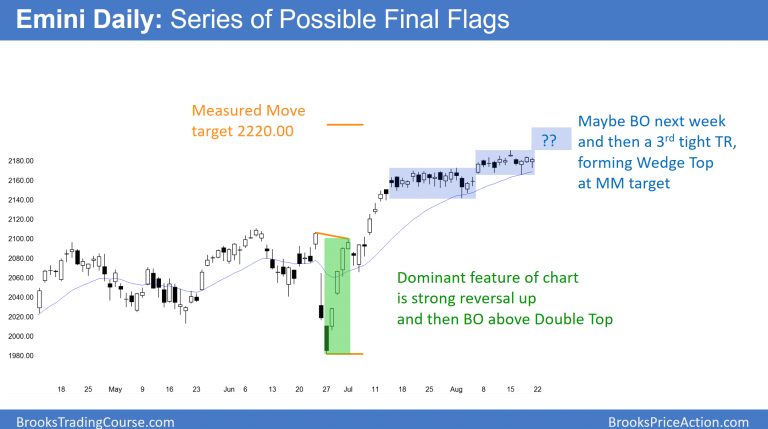 Emini Daily: Series of Possible Final Flags
Measured Move
target 2220.00
??
Maybe BO next week
and then a 3rd tight TR,
forming Wedge Top
at MM target
Dominant feature of chart
is strong reversal up
and then BO above Double Top
2180.00
2160.00
2140.00
2120.00
2100.00
2080.00
2060.00
2040.00
2020.00
2000.00
1980.00
18 25 May 9 16 23 Jun 6 13 20 27 Jul 11 18 25 Aug 8 15 22
BrooksTradingCourse.com
BrooksPriceAction.com